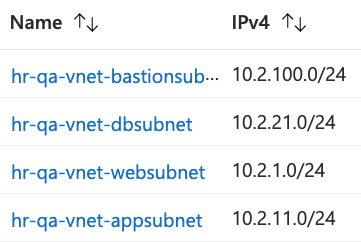 Name ↑↓ IPv4 ↑↓
hr-qa-vnet-bastionsub... 10.2.100.0/24
hr-qa-vnet-dbsubnet 10.2.21.0/24
hr-qa-vnet-websubnet 10.2.1.0/24
hr-qa-vnet-appsubnet 10.2.11.0/24